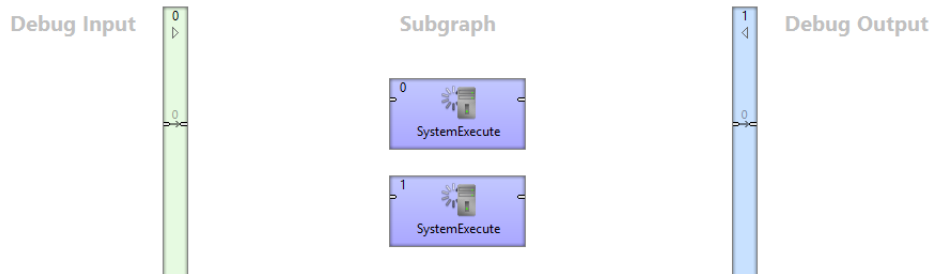 0
1
Debug Input
Subgraph
Debug Output
0
0
0
SystemExecute
1
SystemExecute